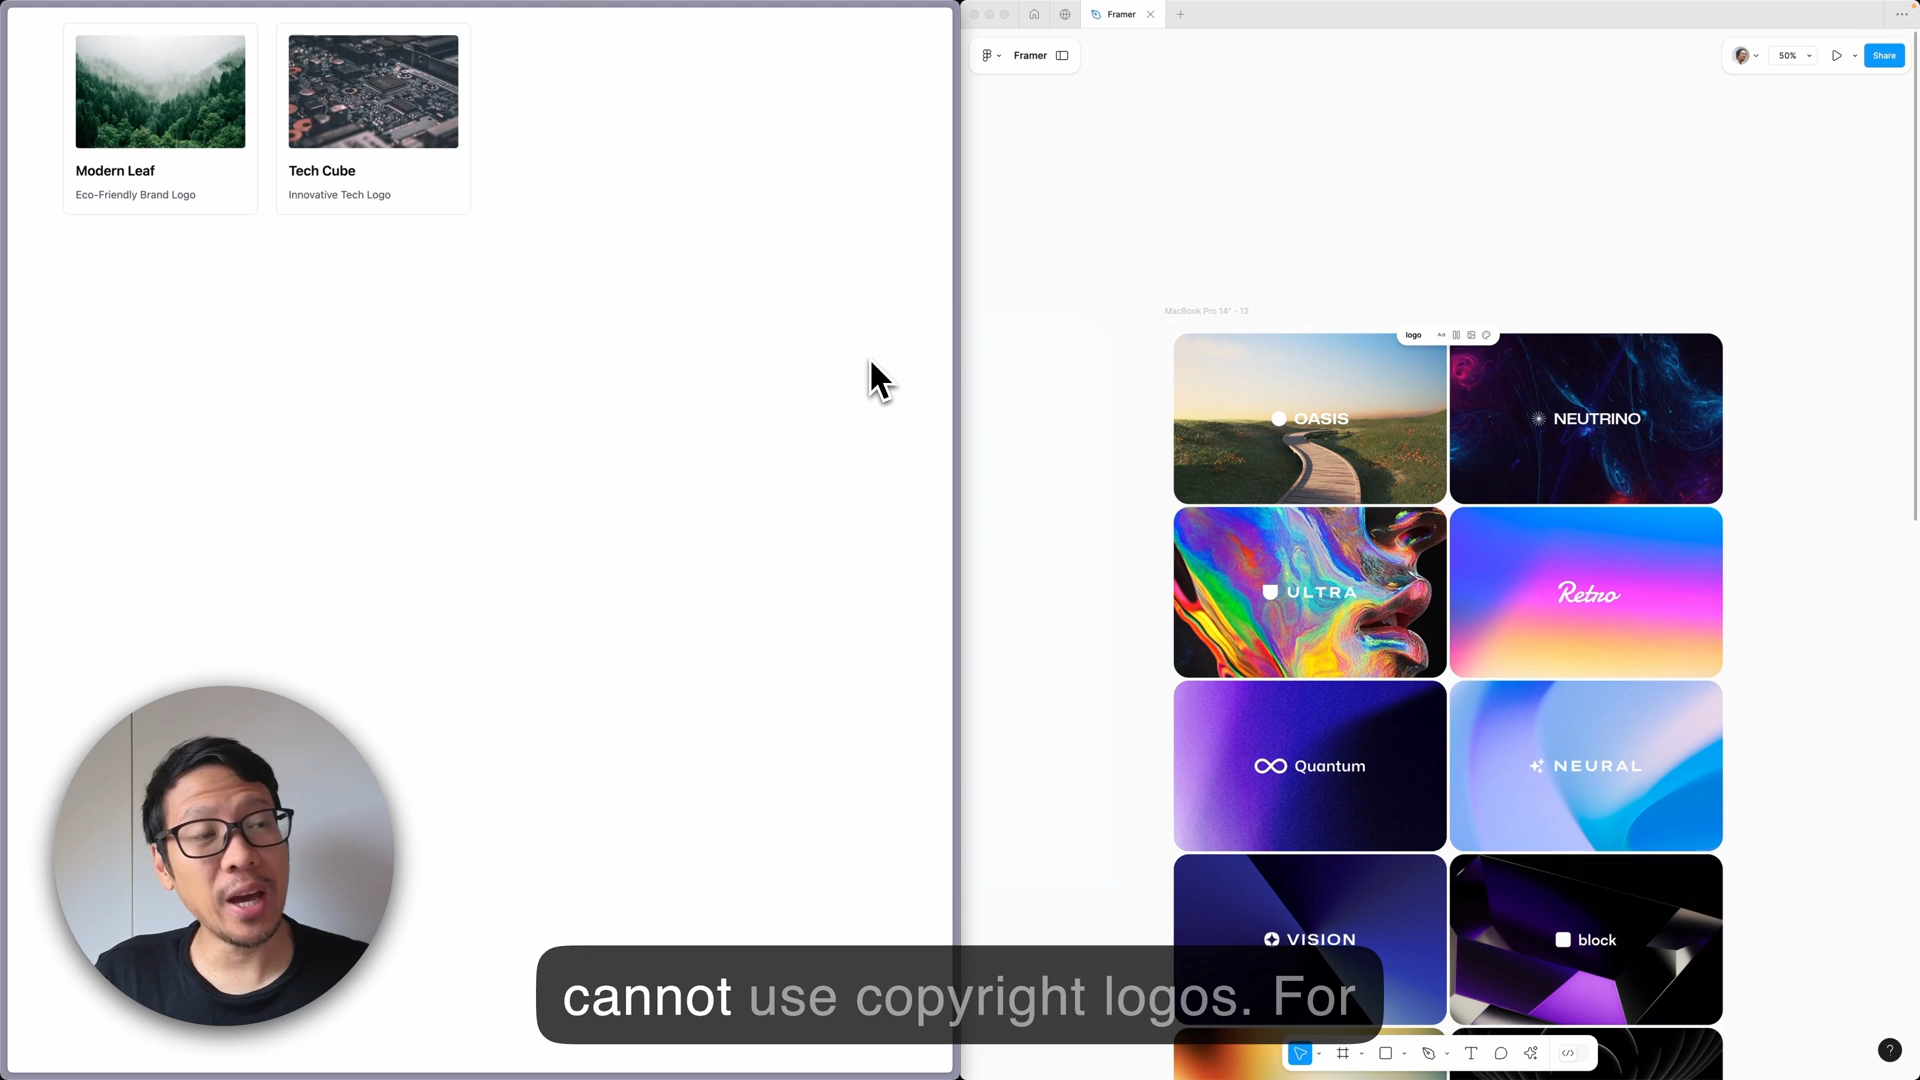 Modern Leaf
Eco-Friendly Brand Logo
Tech Cube
Innovative Tech Logo
Framer
Framer
50%
Share
MacBook Pro 14" - 13
logo
Aa
OASIS
NEUTRINO
ULTRA
Retro
Quantum
NEURAL
VISION
block
cannot use copyright logos. For
?